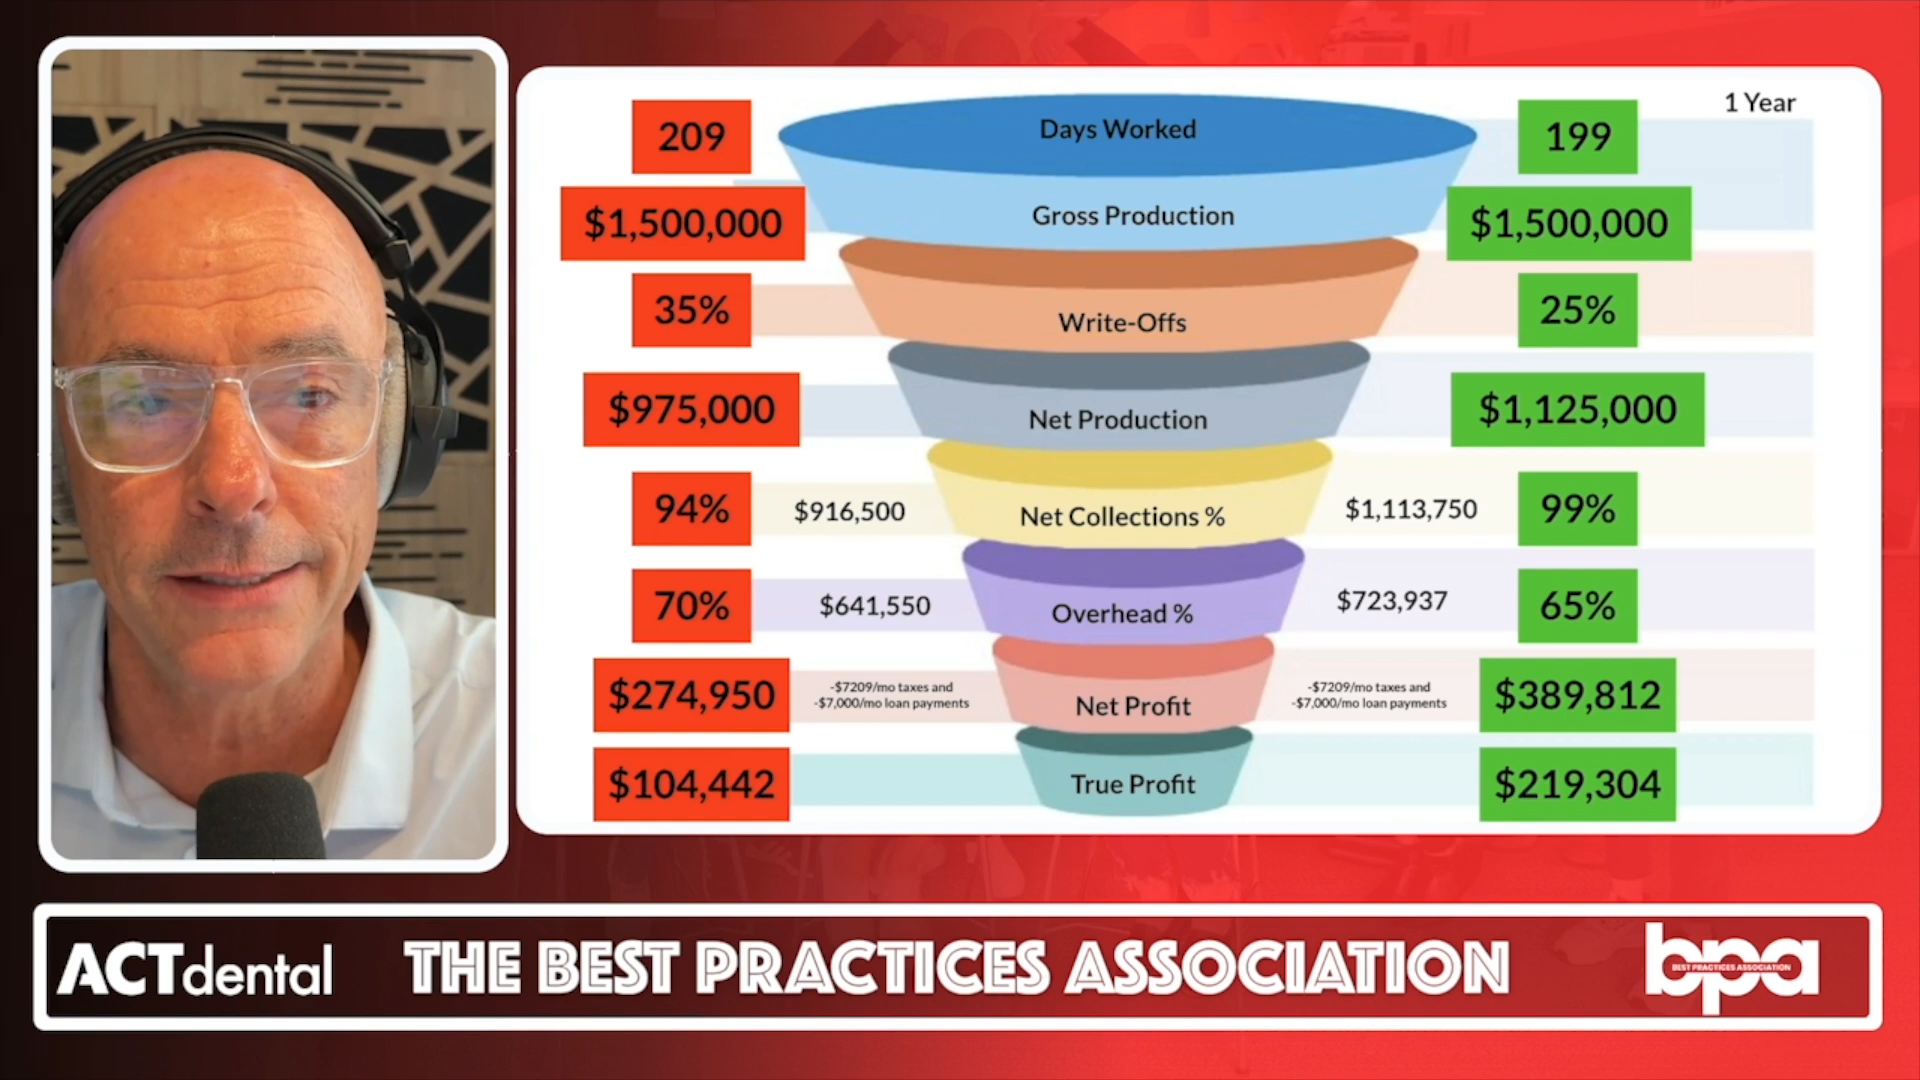 1 Year
209
Days Worked
199
$1,500,000
Gross Production
$1,500,000
35%
Write-Offs
25%
$975,000
Net Production
$1,125,000
94%
$916,500
Net Collections %
$1,113,750
99%
70%
$641,550
Overhead %
$723,937
65%
$274,950
-$7209/mo taxes and
-$7,000/mo loan payments
Net Profit
-$7209/mo taxes and
-$7,000/mo loan payments
$389,812
$104,442
True Profit
$219,304
ACTdental
THE BEST PRACTICES ASSOCIATION
bpa
BEST PRACTICES ASSOCIATION